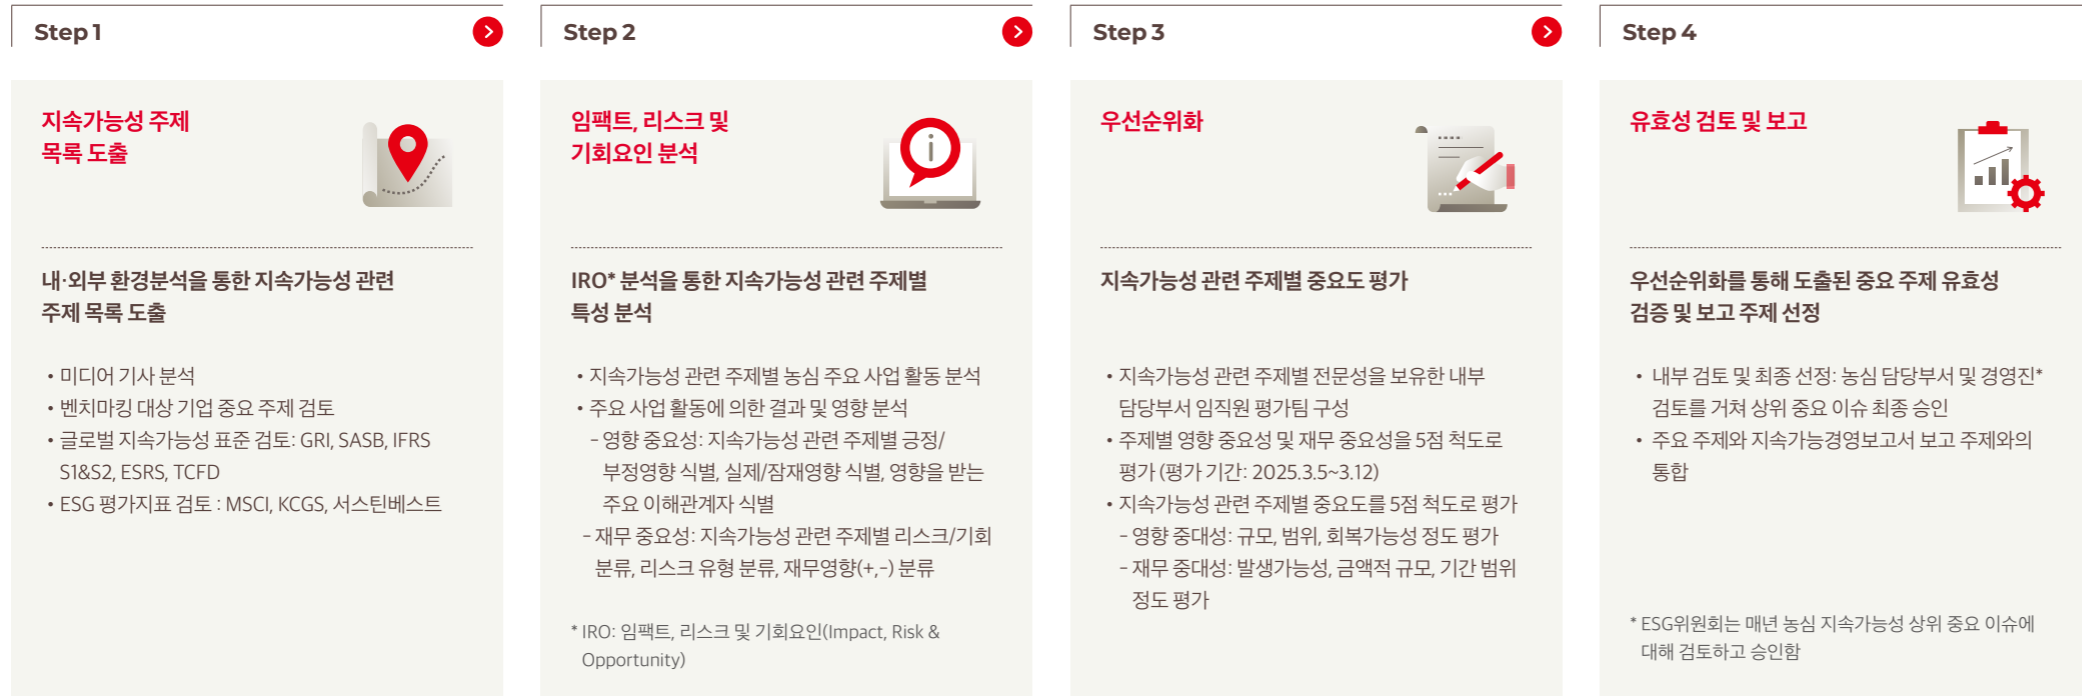 Step 1
지속가능성 주제
목록 도출
내·외부 환경분석을 통한 지속가능성 관련
주제 목록 도출
• 미디어 기사 분석
• 벤치마킹 대상 기업 중요 주제 검토
• 글로벌 지속가능성 표준 검토: GRI, SASB, IFRS
S1&S2, ESRS, TCFD
• ESG 평가지표 검토 : MSCI, KCGS, 서스틴베스트
Step 2
임팩트, 리스크 및
기회요인 분석
IRO* 분석을 통한 지속가능성 관련 주제별
특성 분석
• 지속가능성 관련 주제별 농심 주요 사업 활동 분석
• 주요 사업 활동에 의한 결과 및 영향 분석
- 영향 중요성: 지속가능성 관련 주제별 긍정/
부정영향 식별, 실제/잠재영향 식별, 영향을 받는
주요 이해관계자 식별
- 재무 중요성: 지속가능성 관련 주제별 리스크/기회
분류, 리스크 유형 분류, 재무영향(+,-) 분류
* IRO: 임팩트, 리스크 및 기회요인(Impact, Risk &
Opportunity)
Step 3
우선순위화
지속가능성 관련 주제별 중요도 평가
• 지속가능성 관련 주제별 전문성을 보유한 내부
담당부서 임직원 평가팀 구성
• 주제별 영향 중요성 및 재무 중요성을 5점 척도로
평가 (평가 기간: 2025.3.5~3.12)
• 지속가능성 관련 주제별 중요도를 5점 척도로 평가
- 영향 중대성: 규모, 범위, 회복가능성 정도 평가
- 재무 중대성: 발생가능성, 금액적 규모, 기간 범위
정도 평가
Step 4
유효성 검토 및 보고
우선순위화를 통해 도출된 중요 주제 유효성
검증 및 보고 주제 선정
• 내부 검토 및 최종 선정: 농심 담당부서 및 경영진*
검토를 거쳐 상위 중요 이슈 최종 승인
• 주요 주제와 지속가능경영보고서 보고 주제와의
통합
* ESG위원회는 매년 농심 지속가능성 상위 중요 이슈에
대해 검토하고 승인함